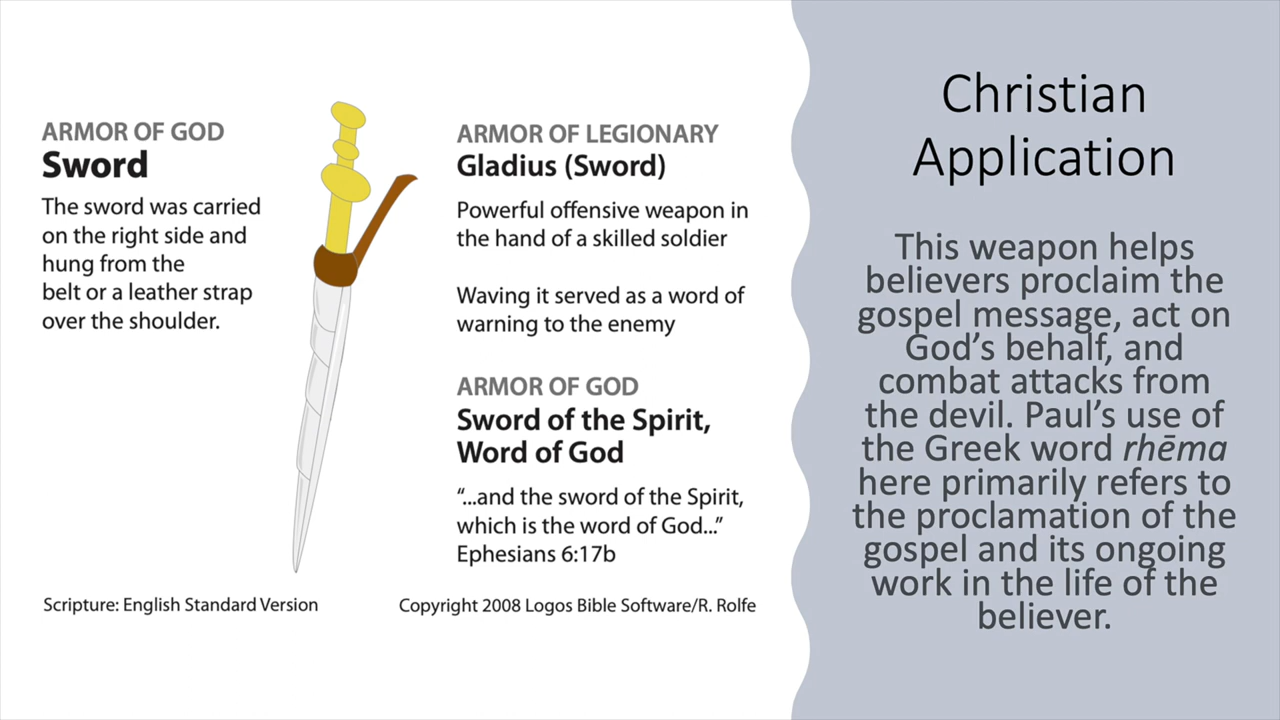 ARMOR OF GOD
Sword
The sword was carried
on the right side and
hung from the
belt or a leather strap
over the shoulder.
ARMOR OF LEGIONARY
Gladius (Sword)
Powerful offensive weapon in
the hand of a skilled soldier
Waving it served as a word of
warning to the enemy
ARMOR OF GOD
Sword of the Spirit,
Word of God
“...and the sword of the Spirit,
which is the word of God...”
Ephesians 6:17b
Scripture: English Standard Version
Copyright 2008 Logos Bible Software/R. Rolfe
Christian
Application
This weapon helps
believers proclaim the
gospel message, act on
God’s behalf, and
combat attacks from
the devil. Paul’s use of
the Greek word rhēma
here primarily refers to
the proclamation of the
gospel and its ongoing
work in the life of the
believer.